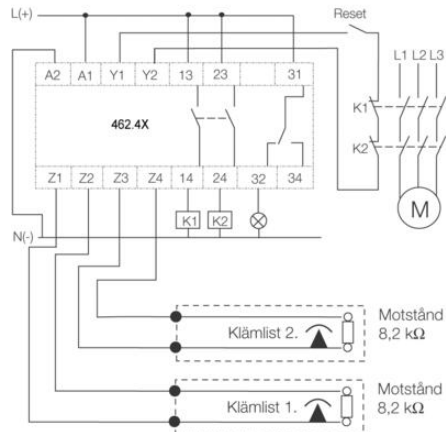 L(+)
Reset
L1 L2 L3
A2 A1 Y1 Y2 13 23 31
K1
462.4X
K2
Z1 Z2 Z3 Z4 14 24 32 34
K1 K2
M
N(-)
Klämlist 2.
Motstånd
8,2 kΩ
Klämlist 1.
Motstånd
8,2 kΩ